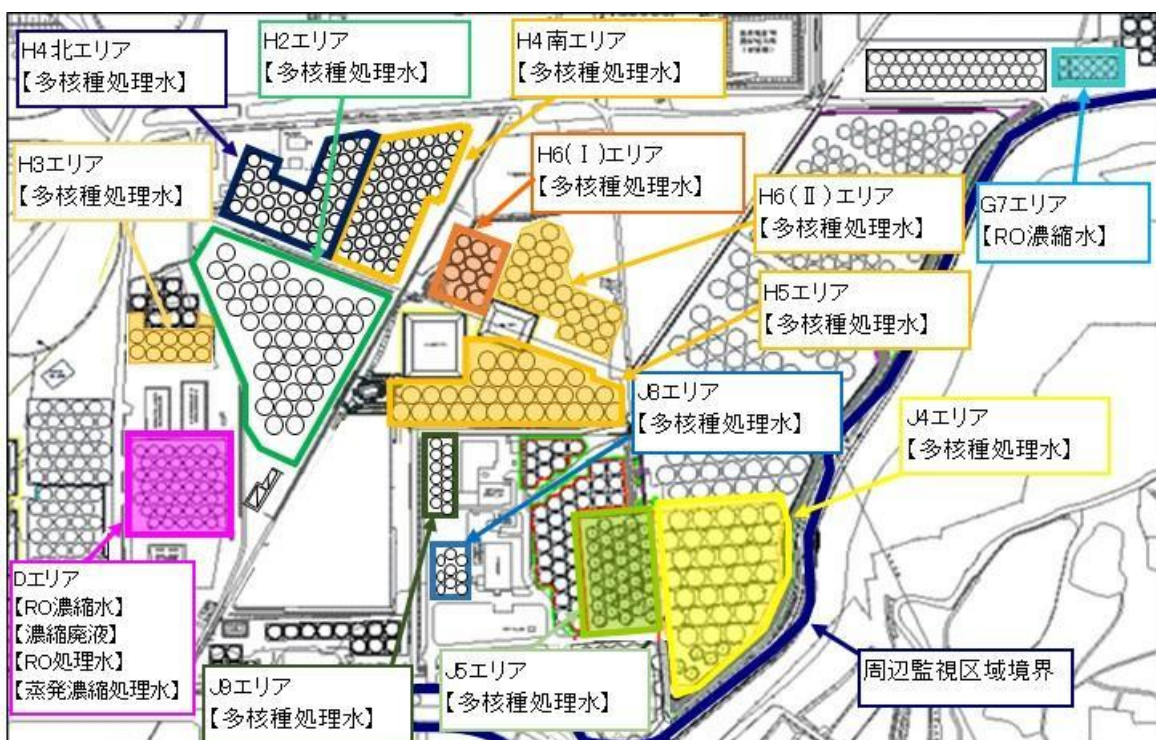 H4北エリア
【多核種処理水】
H2エリア
【多核種処理水】
H4南エリア
【多核種処理水】
H3エリア
【多核種処理水】
H6(Ⅰ)エリア
【多核種処理水】
H6(Ⅱ)エリア
【多核種処理水】
G7エリア
【RO濃縮水】
H5エリア
【多核種処理水】
J8エリア
【多核種処理水】
J4エリア
【多核種処理水】
Dエリア
【RO濃縮水】
【濃縮廃液】
【RO処理水】
【蒸発濃縮処理水】
J9エリア
【多核種処理水】
J5エリア
【多核種処理水】
周辺監視区域境界